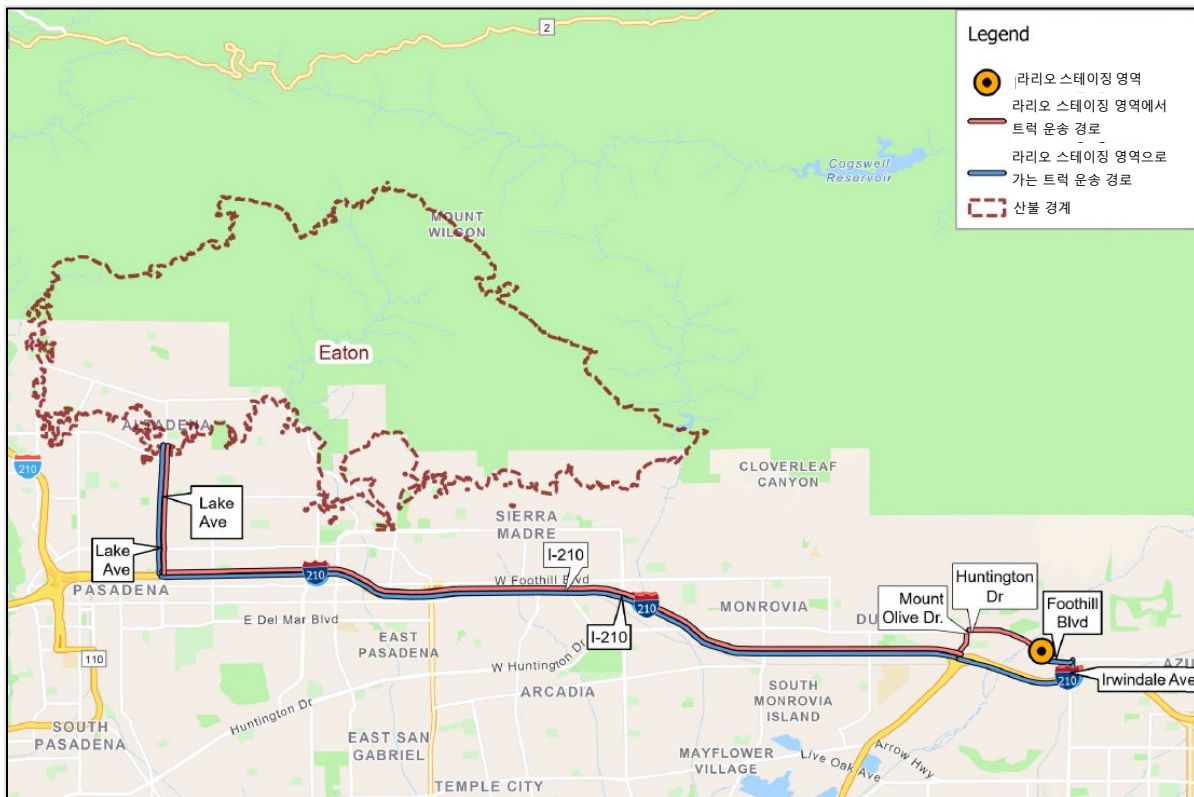 2
Legend
라리오 스테이징 영역
라리오 스테이징 영역에서
트럭 운송 경로
라리오 스테이징 영역으로
가는 트럭 운송 경로
산불 경계
Cogswell
Reservoir
MOUNT
WILSON
Eaton
ALTADENA
210
CLOVERLEAF
CANYON
Lake
Ave
SIERRA
MADRE
I-210
Lake
Ave
210
W Foothill Blvd
PASADENA
Huntington
Dr
Mount
Olive Dr.
Foothill
Blvd
210
MONROVIA
DU
E Del Mar Blvd
I-210
EAST
PASADENA
110
W Huntington Dr
AZU
210
Irwindale Ave
ARCADIA
SOUTH
MONROVIA
ISLAND
Huntington Dr
SOUTH
PASADENA
EAST SAN
GABRIEL
MAYFLOWER
VILLAGE
Live Oak Ave
Arrow Hwy
TEMPLE CITY